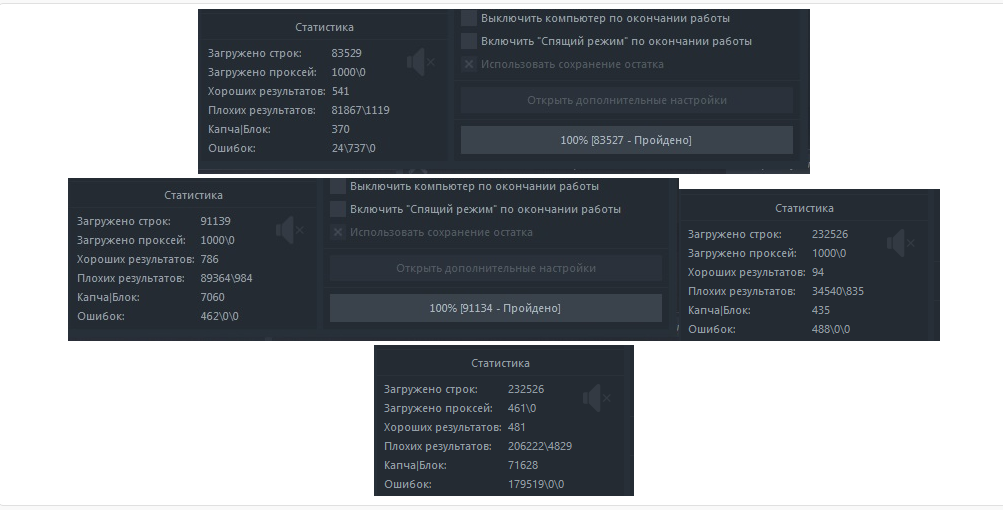 Статистика
Загружено строк: 83529
Загружено проксей: 1000\0
Хороших результатов: 541
Плохих результатов: 81867\1119
Капча|Блок: 370
Ошибок: 24\737\0
Выключить компьютер по окончании работы
Включить "Спящий режим" по окончании работы
Использовать сохранение остатка
Открыть дополнительные настройки
100% [83527 - Пройдено]
Статистика
Загружено строк: 91139
Загружено проксей: 1000\0
Хороших результатов: 786
Плохих результатов: 89364\984
Капча|Блок: 7060
Ошибок: 462\0\0
Выключить компьютер по окончании работы
Включить "Спящий режим" по окончании работы
Использовать сохранение остатка
Открыть дополнительные настройки
100% [91134 - Пройдено]
Статистика
Загружено строк: 232526
Загружено проксей: 1000\0
Хороших результатов: 94
Плохих результатов: 34540\835
Капча|Блок: 435
Ошибок: 488\0\0
Статистика
Загружено строк: 232526
Загружено проксей: 461\0
Хороших результатов: 481
Плохих результатов: 206222\4829
Капча|Блок: 71628
Ошибок: 179519\0\0